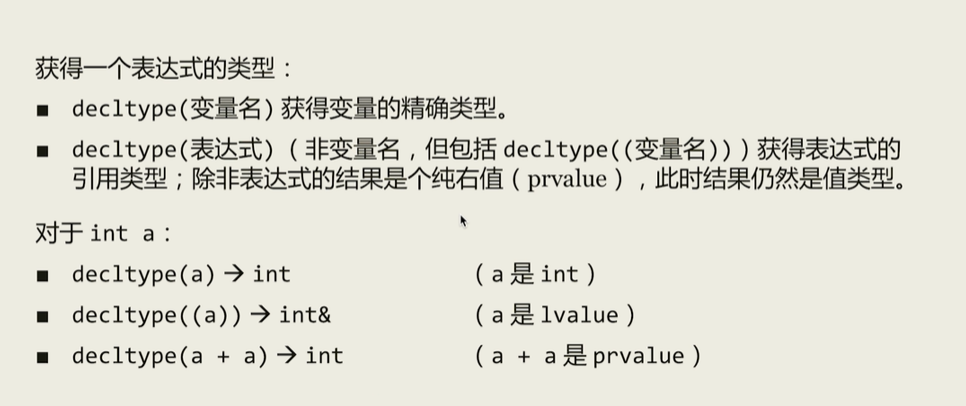 获得一个表达式的类型：
■ decltype(变量名) 获得变量的精确类型。
■ decltype(表达式)（非变量名，但包括 decltype((变量名))）获得表达式的
引用类型；除非表达式的结果是个纯右值（prvalue），此时结果仍然是值类型。
对于 int a：
■ decltype(a) → int （a 是 int）
■ decltype((a)) → int& （a 是 lvalue）
■ decltype(a + a) → int （a + a 是 prvalue）